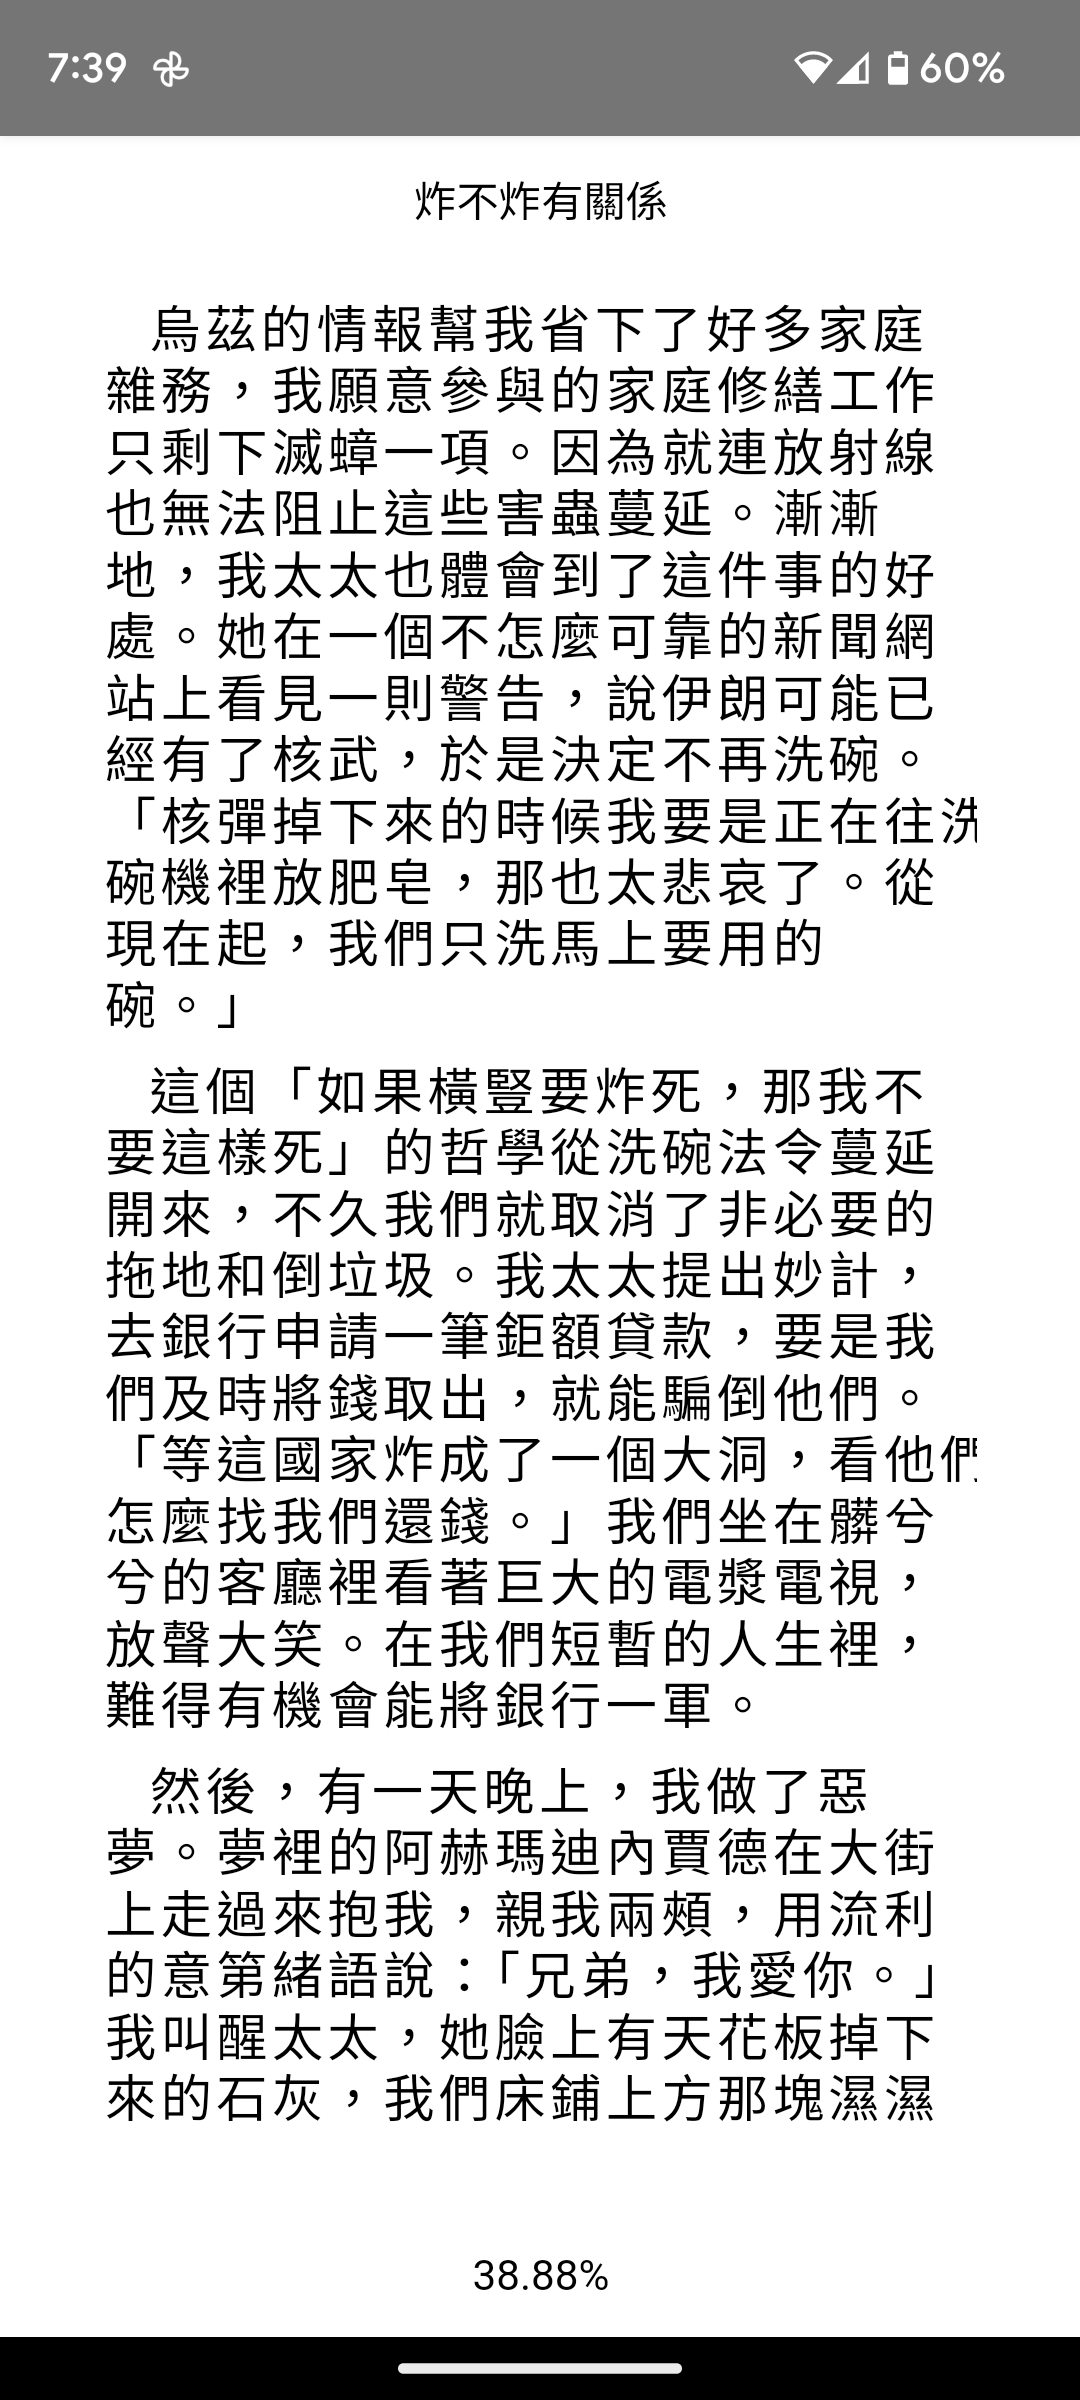 7:39
60%
炸不炸有關係
烏茲的情報幫我省下了好多家庭
雜務，我願意參與的家庭修繕工作
只剩下滅蟑一項。因為就連放射線
也無法阻止這些害蟲蔓延。漸漸
地，我太太也體會到了這件事的好
處。她在一個不怎麼可靠的新聞網
站上看見一則警告，說伊朗可能已
經有了核武，於是決定不再洗碗。
「核彈掉下來的時候我要是正在往洗
碗機裡放肥皂，那也太悲哀了。從
現在起，我們只洗馬上要用的
碗。」
這個「如果橫豎要炸死，那我不
要這樣死」的哲學從洗碗法令蔓延
開來，不久我們就取消了非必要的
拖地和倒垃圾。我太太提出妙計，
去銀行申請一筆鉅額貸款，要是我
們及時將錢取出，就能騙倒他們。
「等這國家炸成了一個大洞，看他們
怎麼找我們還錢。」我們坐在髒兮
兮的客廳裡看著巨大的電漿電視，
放聲大笑。在我們短暫的人生裡，
難得有機會能將銀行一軍。
然後，有一天晚上，我做了惡
夢。夢裡的阿赫瑪迪內賈德在大街
上走過來抱我，親我兩頰，用流利
的意第緒語說：「兄弟，我愛你。」
我叫醒太太，她臉上有天花板掉下
來的石灰，我們床鋪上方那塊濕濕
38.88%